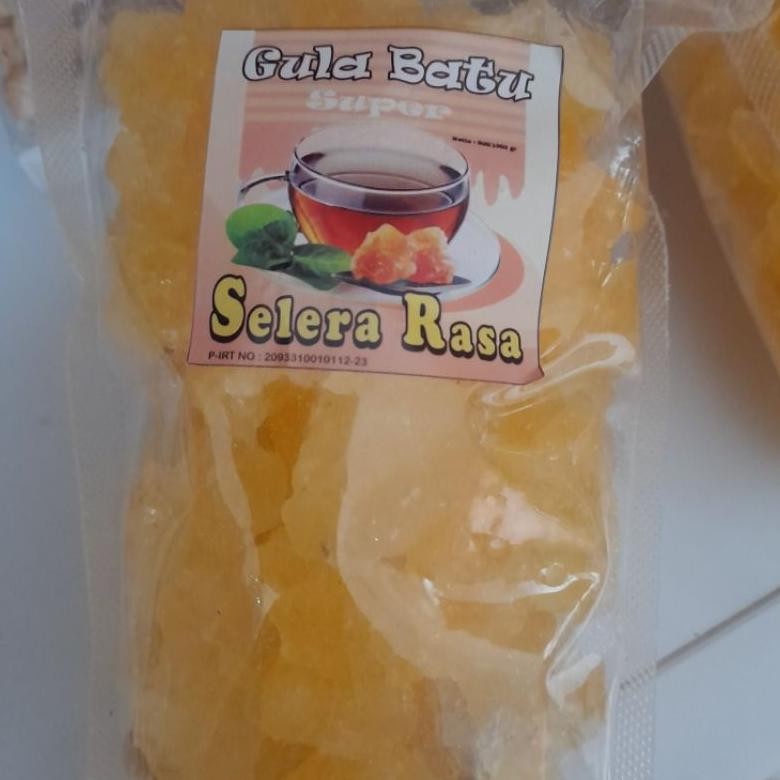 Gula Batu
Super
Selera Rasa
P-IRT NO : 2093310010112-23